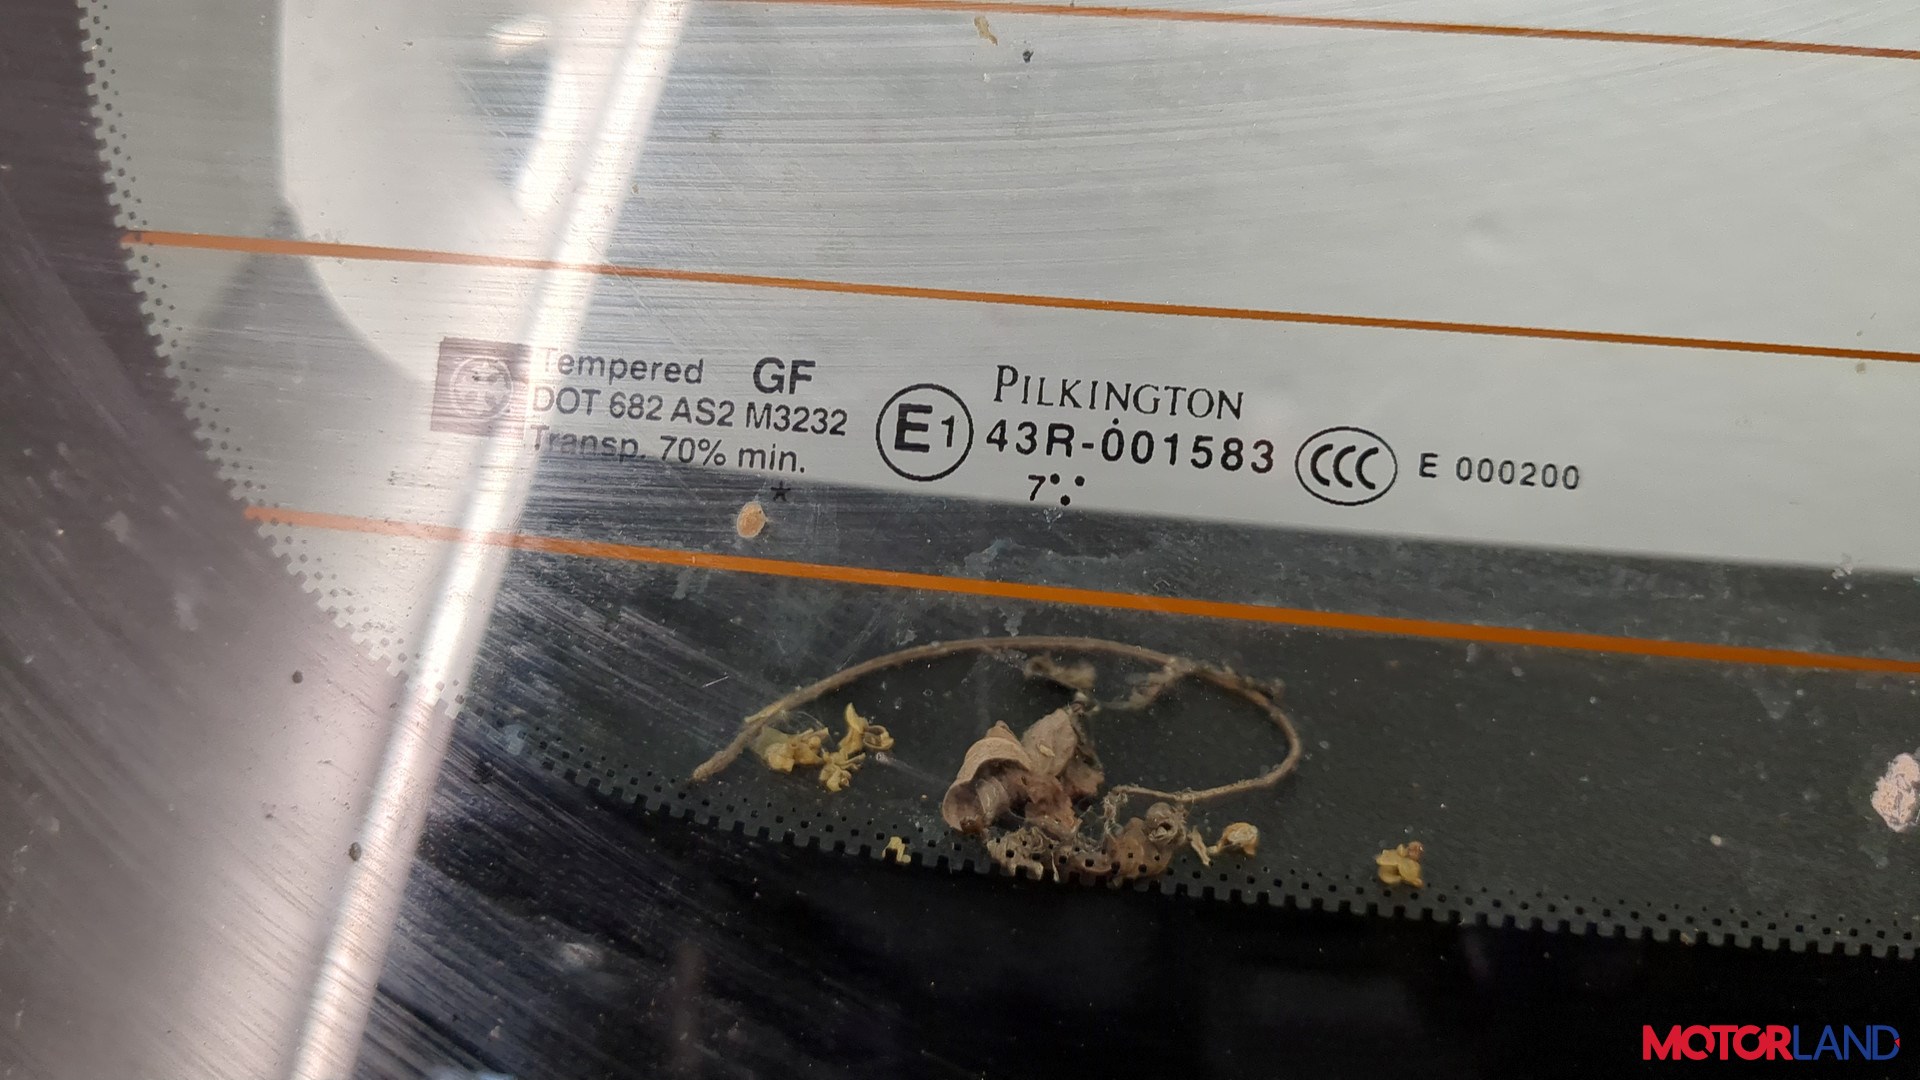 Tempered GF
DOT 682 AS2 M3232
Transp. 70% min.
*
PILKINGTON
E1 43R-001583
7
CCC E 000200
MOTORLAND